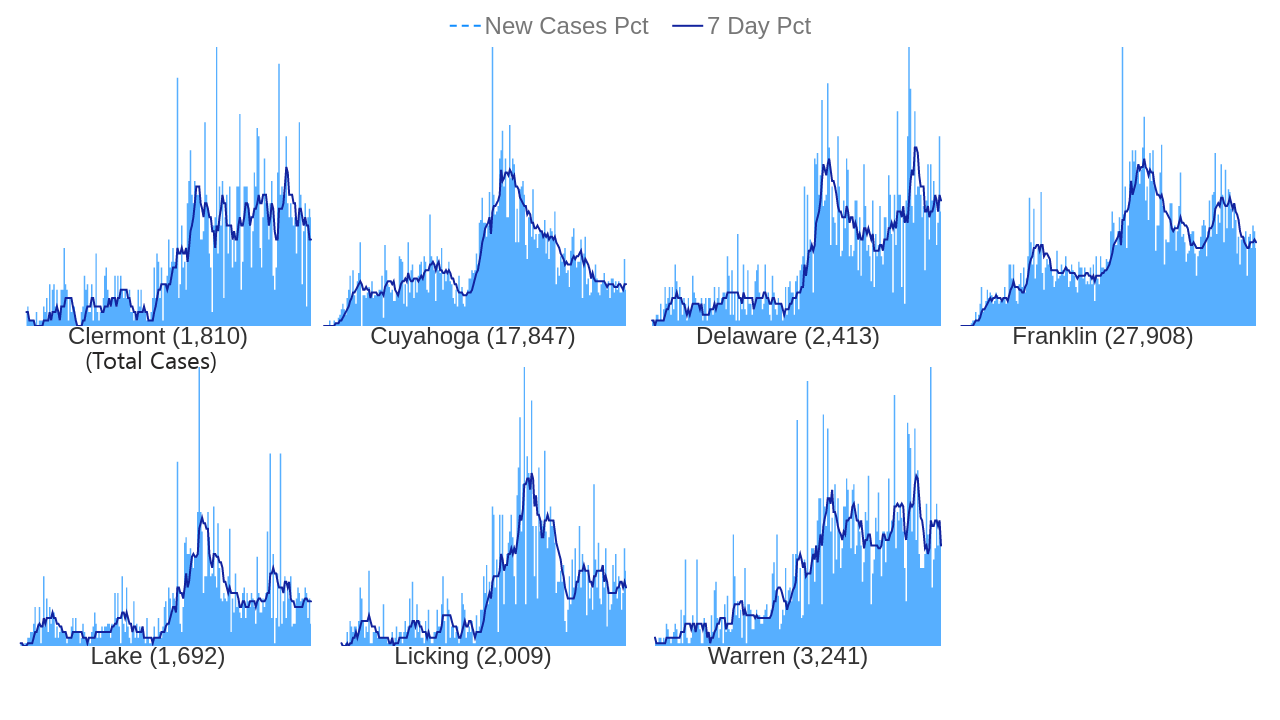 New Cases Pct 7 Day Pct
Clermont (1,810) Cuyahoga (17,847) Delaware (2,413) Franklin (27,908)
(Total Cases)
Lake (1,692) Licking (2,009) Warren (3,241)